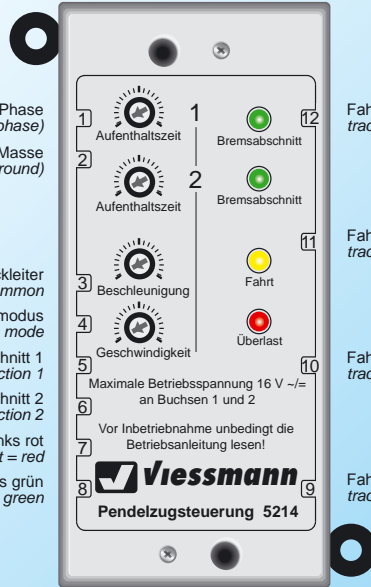 Phase
phase)
Masse
round)
ckleiter
mmon
modus
mode
hnitt 1
ction 1
hnitt 2
ction 2
nks rot
t = red
s grün
green
1
2
3
4
5
6
7
8
Aufenthaltszeit
1
Aufenthaltszeit
2
Beschleunigung
Geschwindigkeit
Bremsabschnitt
Bremsabschnitt
Fahrt
Überlast
12
11
10
9
Maximale Betriebsspannung 16 V ~/=
an Buchsen 1 und 2
Vor Inbetriebnahme unbedingt die
Betriebsanleitung lesen!
Viessmann
Pendelzugsteuerung 5214
Fah
trac
Fah
trac
Fah
trac
Fah
trac